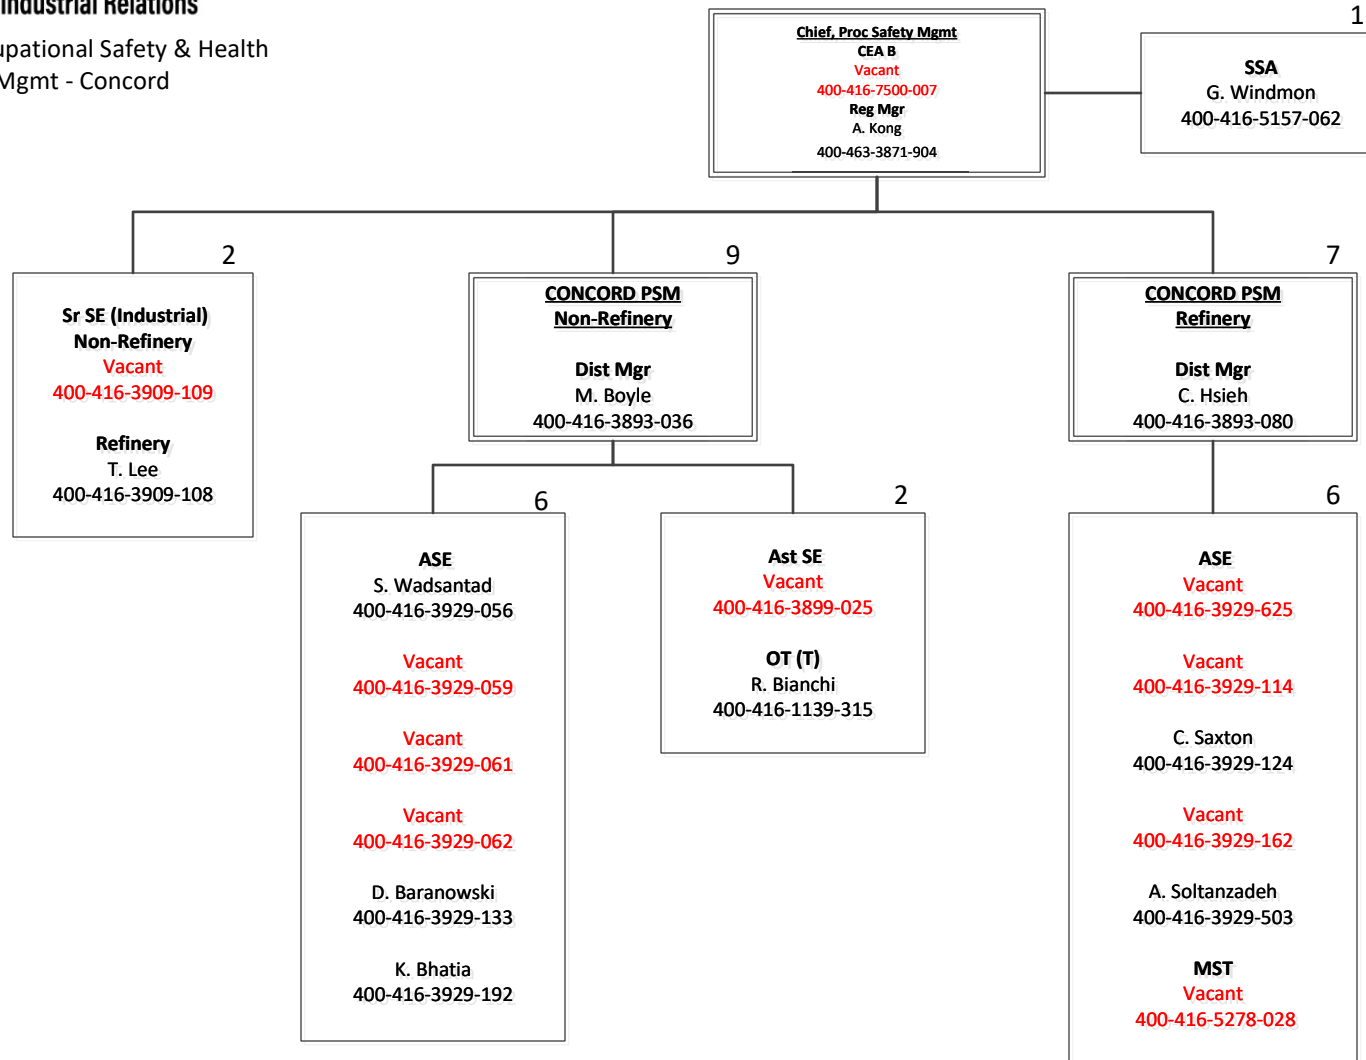 Industrial Relations
upational Safety & Health
Mgmt - Concord
Chief, Proc Safety Mgmt
CEA B
Vacant
400-416-7500-007
Reg Mgr
A. Kong
400-463-3871-904
1
SSA
G. Windmon
400-416-5157-062
2
Sr SE (Industrial)
Non-Refinery
Vacant
400-416-3909-109
Refinery
T. Lee
400-416-3909-108
9
CONCORD PSM
Non-Refinery
Dist Mgr
M. Boyle
400-416-3893-036
7
CONCORD PSM
Refinery
Dist Mgr
C. Hsieh
400-416-3893-080
6
ASE
S. Wadsantad
400-416-3929-056
Vacant
400-416-3929-059
Vacant
400-416-3929-061
Vacant
400-416-3929-062
D. Baranowski
400-416-3929-133
K. Bhatia
400-416-3929-192
2
Ast SE
Vacant
400-416-3899-025
OT (T)
R. Bianchi
400-416-1139-315
6
ASE
Vacant
400-416-3929-625
Vacant
400-416-3929-114
C. Saxton
400-416-3929-124
Vacant
400-416-3929-162
A. Soltanzadeh
400-416-3929-503
MST
Vacant
400-416-5278-028